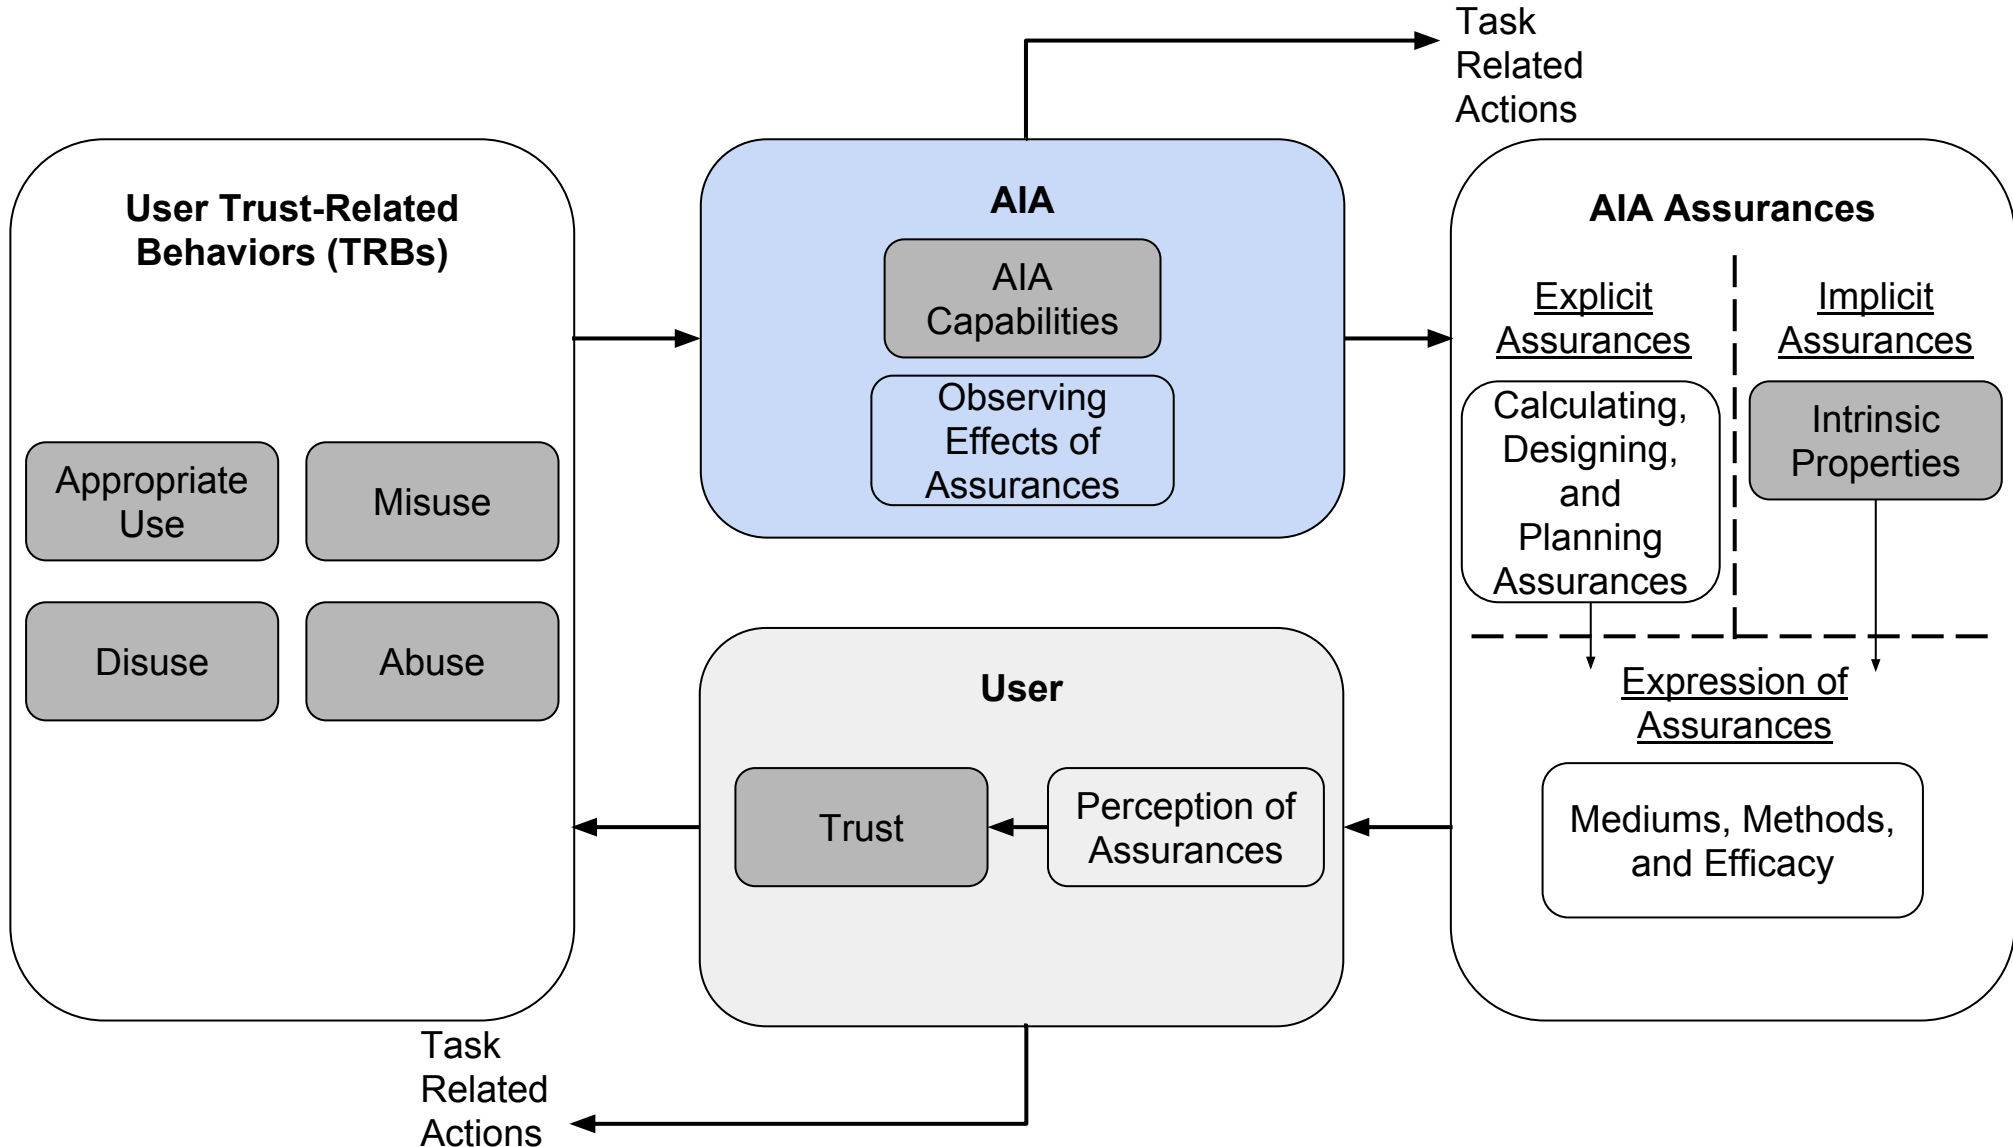 Task
Related
Actions
User Trust-Related
Behaviors (TRBs)
Appropriate
Use
Misuse
Disuse
Abuse
AIA
AIA
Capabilities
Observing
Effects of
Assurances
AIA Assurances
Explicit
Assurances
Implicit
Assurances
Calculating,
Designing,
and
Planning
Assurances
Intrinsic
Properties
Expression of
Assurances
Mediums, Methods,
and Efficacy
User
Trust
Perception of
Assurances
Task
Related
Actions